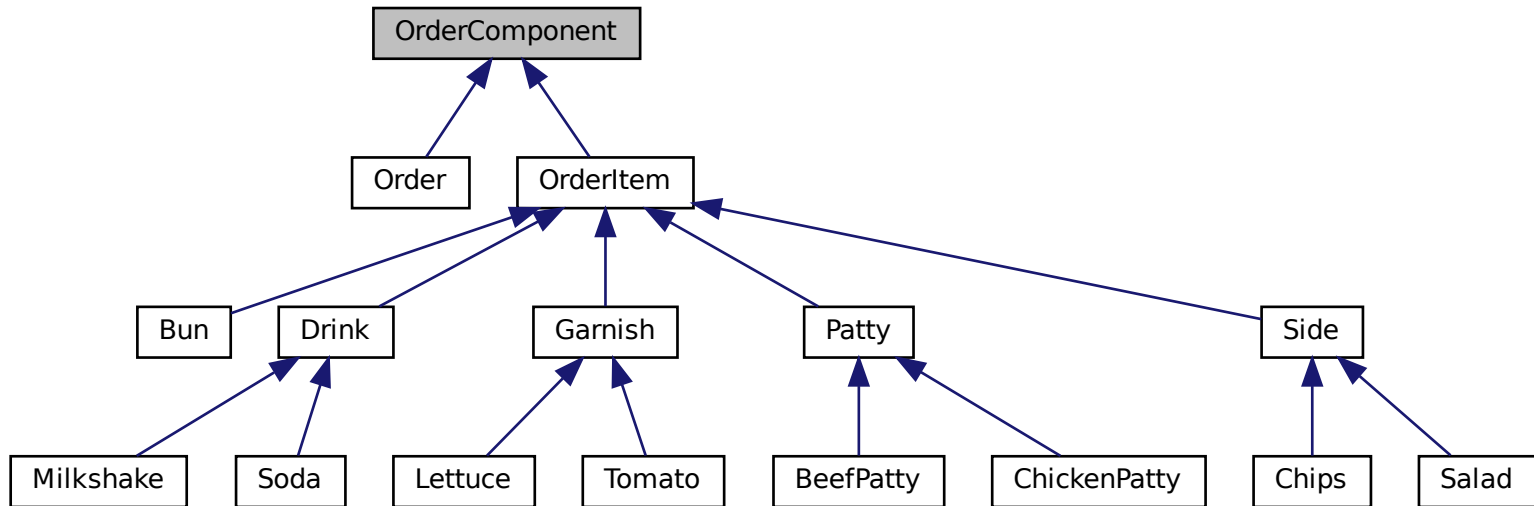 OrderComponent
Order
OrderItem
Bun
Drink
Garnish
Patty
Side
Milkshake
Soda
Lettuce
Tomato
BeefPatty
ChickenPatty
Chips
Salad